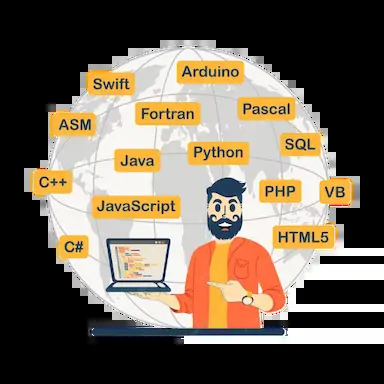 Arduino
Swift
Fortran
Pascal
ASM
SQL
Java
Python
C++
PHP
VB
JavaScript
HTML5
C#